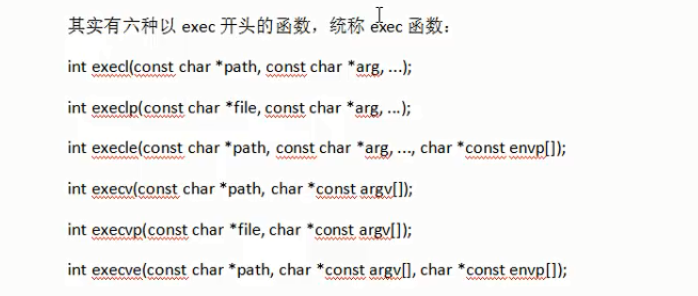 其实有六种以 exec 开头的函数，统称 exec 函数：
int execl(const char *path, const char *arg, ...);
int execlp(const char *file, const char *arg, ...);
int execle(const char *path, const char *arg, ..., char *const envp[]);
int execv(const char *path, char *const argv[]);
int execvp(const char *file, char *const argv[]);
int execve(const char *path, char *const argv[], char *const envp[]);